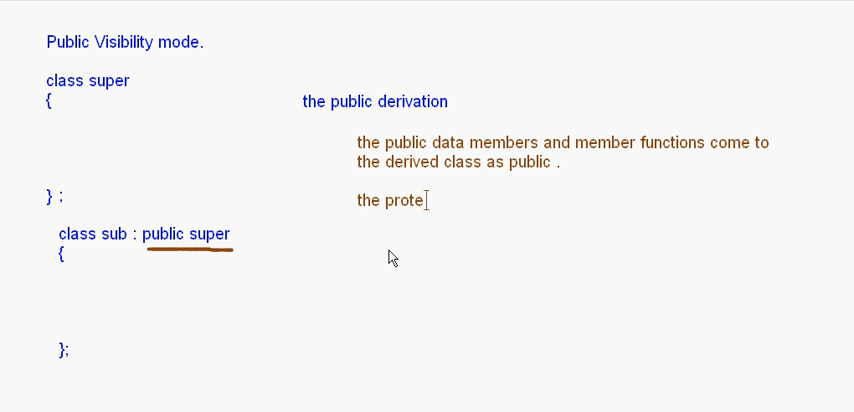 Public Visibility mode.
class super
{
the public derivation
the public data members and member functions come to
the derived class as public .
the prote
} ;
class sub : public super
{
};